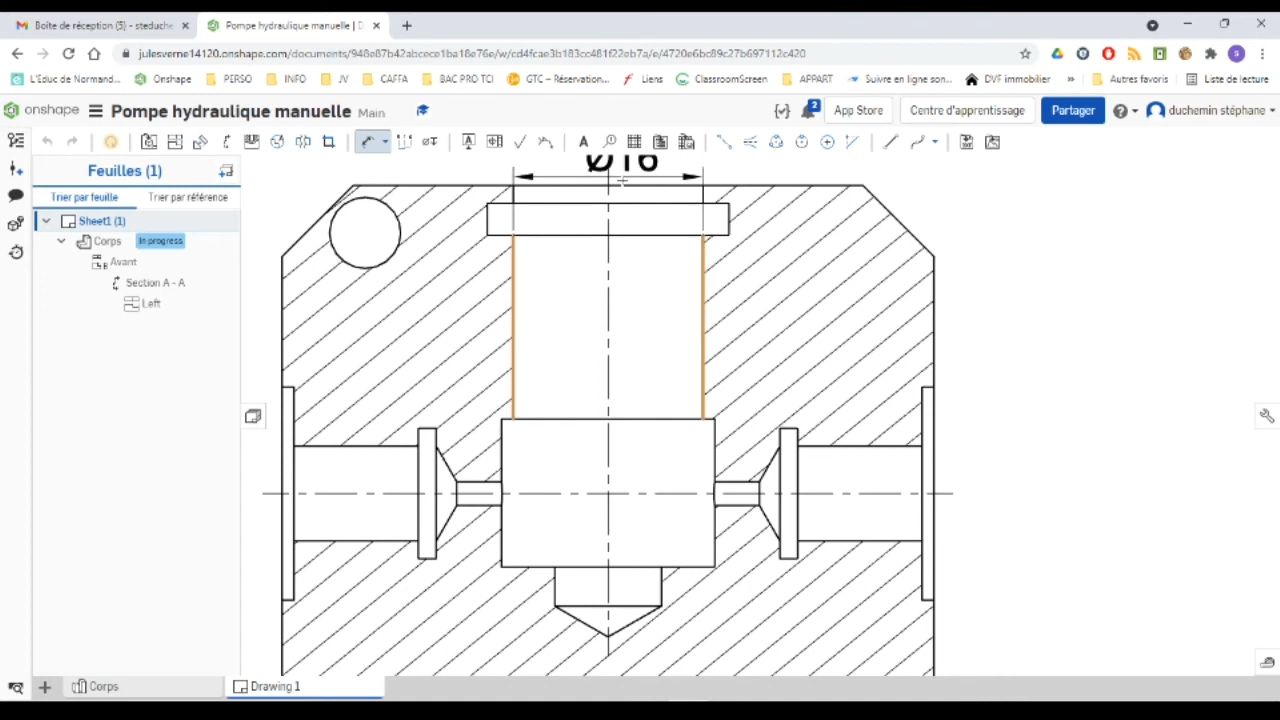 Boîte de réception (5) - steduche
Pompe hydraulique manuelle | D
julesverne14120.onshape.com/documents/948e87b42abcece1ba18e76e/w/cd4fcae3b183cc481f22eb7a/e/4720e6bc89c27b697112c420
L'Educ de Normand...
Onshape
PERSO
INFO
JV
CAFFA
BAC PRO TCI
GTC – Réservation...
Liens
ClassroomScreen
APPART
Suivre en ligne son...
DVF immobilier
»
Autres favoris
Liste de lecture
onshape
Pompe hydraulique manuelle
Main
2
App Store
Centre d'apprentissage
Partager
duchemin stéphane
Feuilles (1)
Trier par feuille
Trier par référence
Sheet1 (1)
Corps
In progress
Avant
Section A - A
Left
Ø16
Corps
Drawing 1